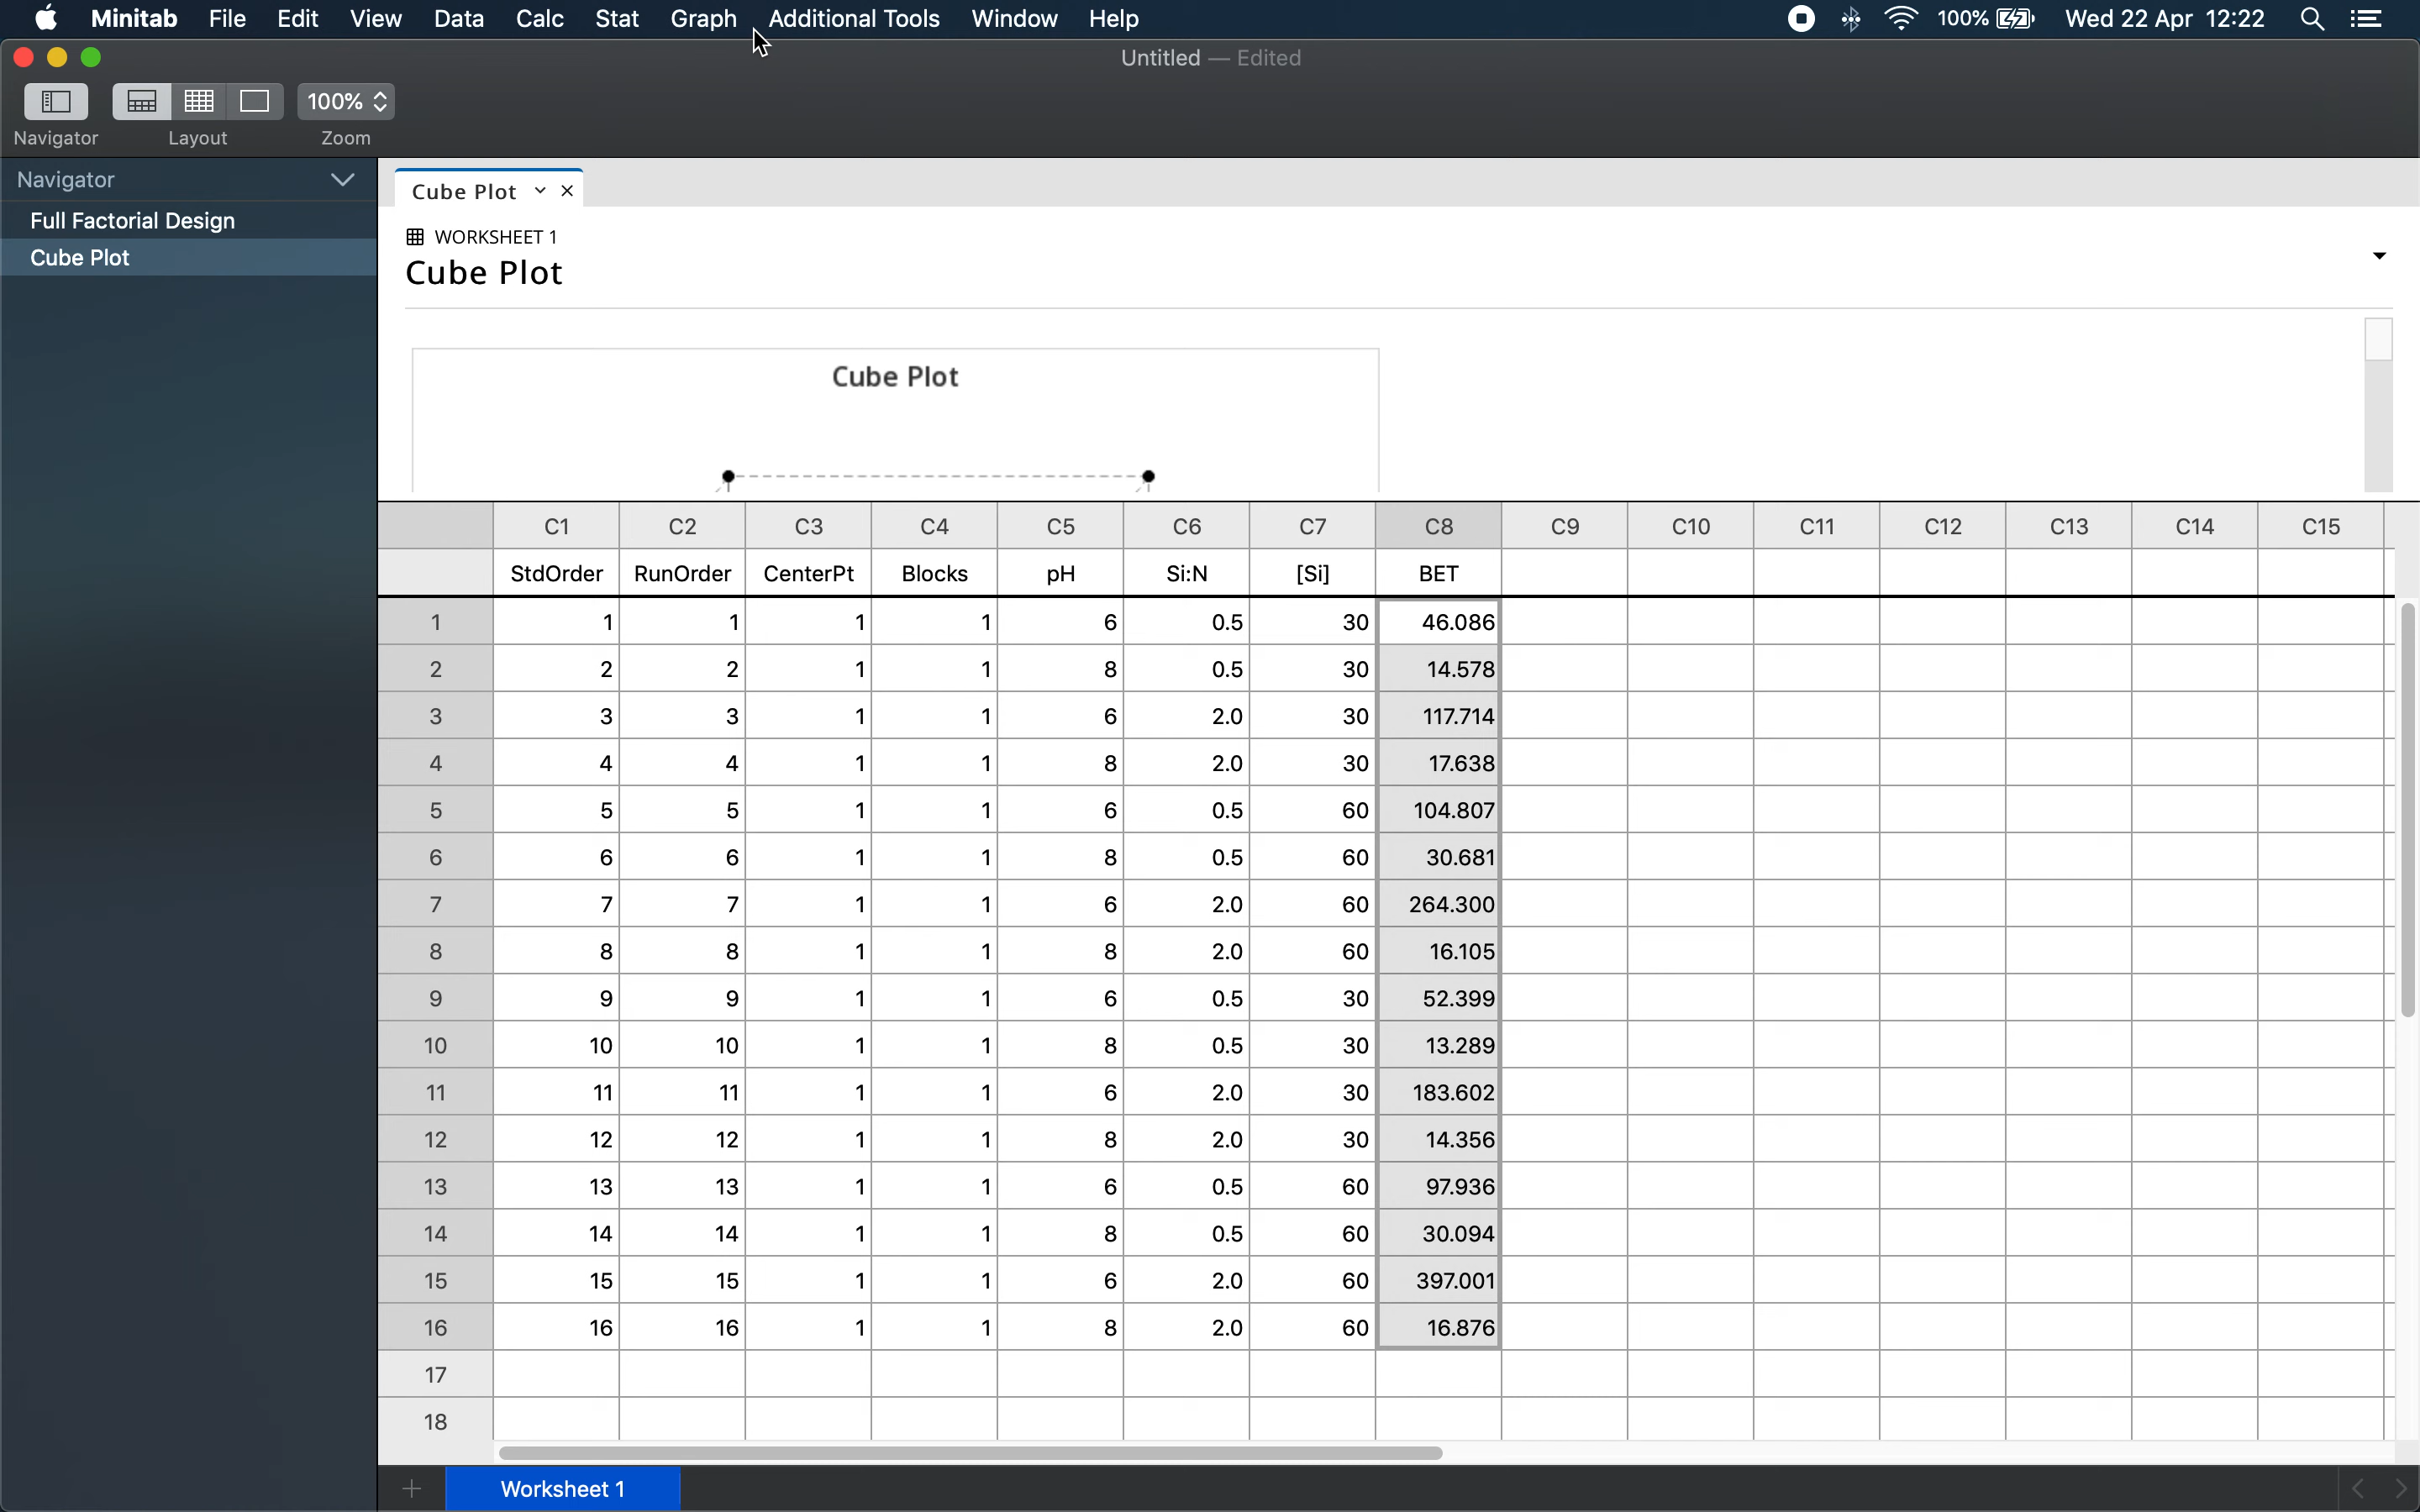 Minitab File Edit View Data Calc Stat Graph Additional Tools Window Help 100% Wed 22 Apr 12:22
Untitled — Edited
100%
Navigator Layout Zoom
Navigator
Full Factorial Design
Cube Plot
Cube Plot
WORKSHEET 1
Cube Plot
Cube Plot
C1 C2 C3 C4 C5 C6 C7 C8 C9 C10 C11 C12 C13 C14 C15
StdOrder RunOrder CenterPt Blocks pH Si:N [Si] BET
1 1 1 1 1 6 0.5 30 46.086
2 2 2 1 1 8 0.5 30 14.578
3 3 3 1 1 6 2.0 30 117.714
4 4 4 1 1 8 2.0 30 17.638
5 5 5 1 1 6 0.5 60 104.807
6 6 6 1 1 8 0.5 60 30.681
7 7 7 1 1 6 2.0 60 264.300
8 8 8 1 1 8 2.0 60 16.105
9 9 9 1 1 6 0.5 30 52.399
10 10 10 1 1 8 0.5 30 13.289
11 11 11 1 1 6 2.0 30 183.602
12 12 12 1 1 8 2.0 30 14.356
13 13 13 1 1 6 0.5 60 97.936
14 14 14 1 1 8 0.5 60 30.094
15 15 15 1 1 6 2.0 60 397.001
16 16 16 1 1 8 2.0 60 16.876
17
18
+ Worksheet 1